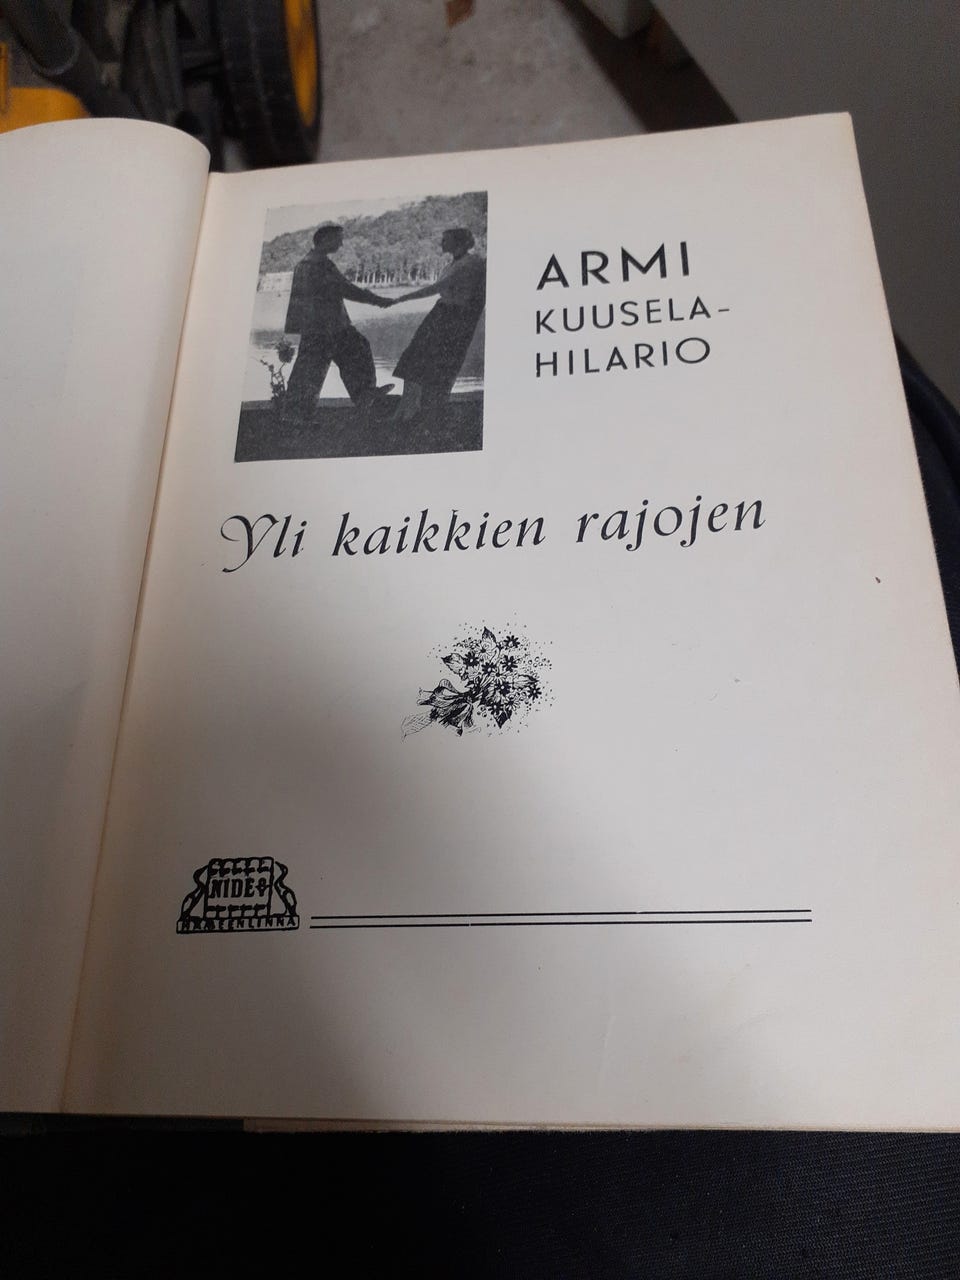 ARMI
KUUSELA-
HILARIO
Yli kaikkien rajojen
NIDE
HÄMEENLINNA